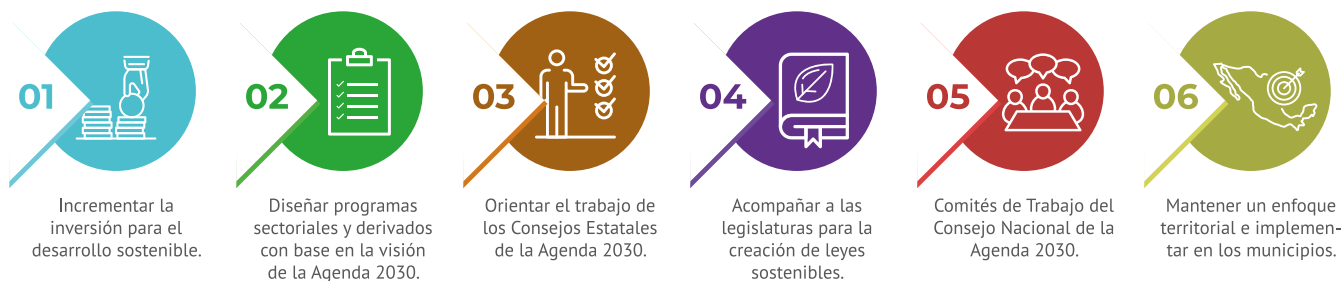 01
Incrementar la
inversión para el
desarrollo sostenible.
02
Diseñar programas
sectoriales y derivados
con base en la visión
de la Agenda 2030.
03
Orientar el trabajo de
los Consejos Estatales
de la Agenda 2030.
04
Acompañar a las
legislaturas para la
creación de leyes
sostenibles.
05
Comités de Trabajo del
Consejo Nacional de la
Agenda 2030.
06
Mantener un enfoque
territorial e implemen-
tar en los municipios.